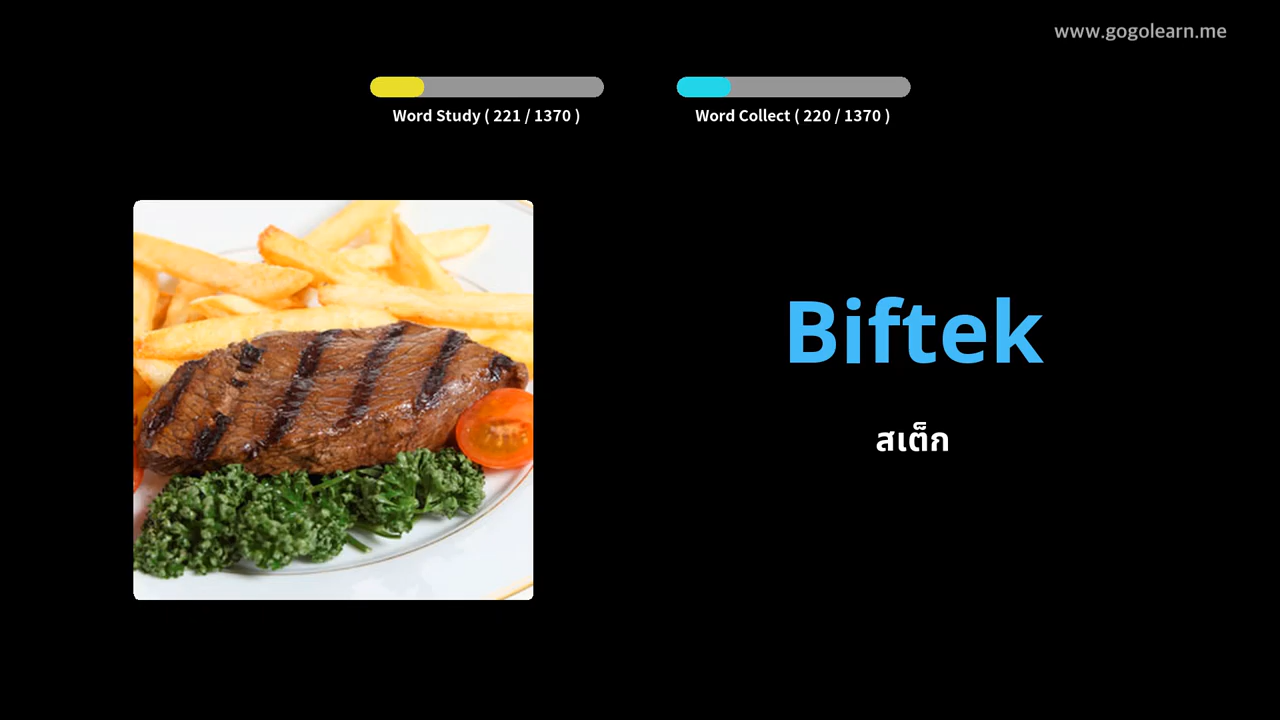 www.gogolearn.me
Word Study ( 221 / 1370 )
Word Collect ( 220 / 1370 )
Biftek
สเต็ก